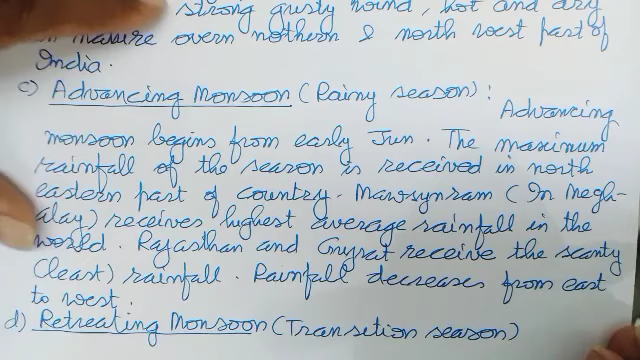 strong gusty wind, hot and dry
in nature overn nothern & north west part of
India.
c) Advancing Monsoon (Rainy season) :
Advancing
monsoon begins from early Jun. The maximum
rainfall of the season is received in north
eastern part of country. Mawsynram (In Megh-
alay) receives highest average rainfall in the
world. Rajasthan and Gujrat receive the scanty
(least) rainfall. Rainfall decreases from east
to west.
d) Retreating Monsoon (Transition season)